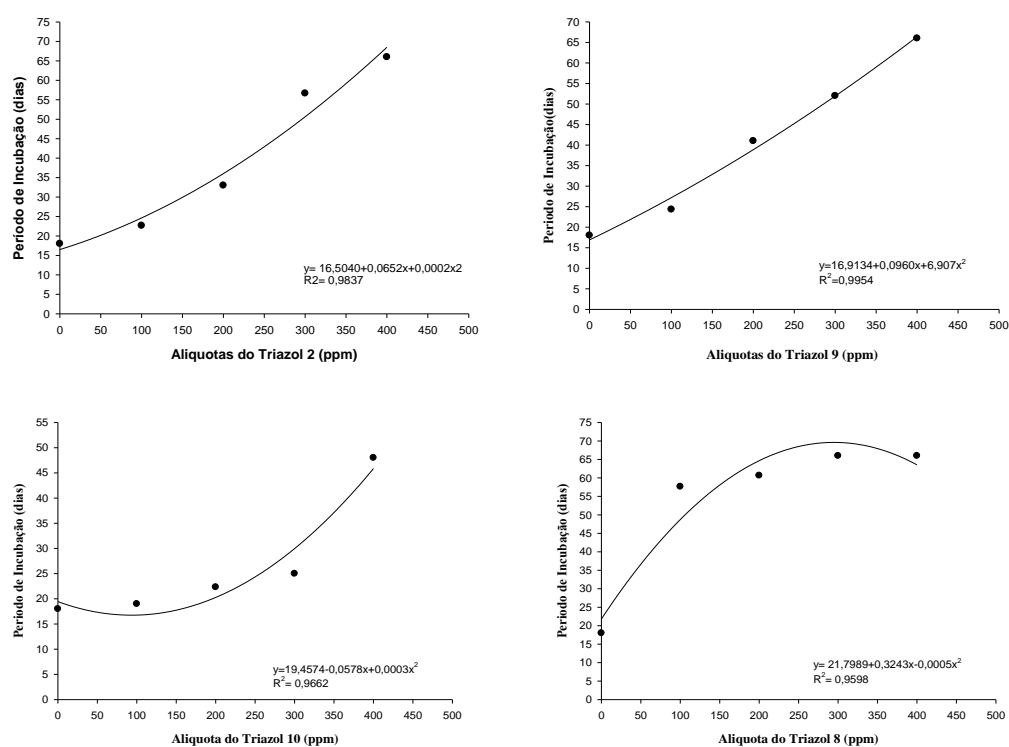 75
70
65
60
55
50
45
40
35
30
25
20
15
10
5
0
Período de Incubação (dias)
y= 16,5040+0,0652x+0,0002x2
R2= 0,9837
0 50 100 150 200 250 300 350 400 450 500
Aliquotas do Triazol 2 (ppm)
70
65
60
55
50
45
40
35
30
25
20
15
10
5
0
Periodo de Incubação(dias)
y=16,9134+0,0960x+6,907x²
R²=0,9954
0 50 100 150 200 250 300 350 400 450 500
Aliquotas do Triazol 9 (ppm)
55
50
45
40
35
30
25
20
15
10
5
0
Periodo de Incubação (dias)
y=19,4574-0,0578x+0,0003x²
R²= 0,9662
0 50 100 150 200 250 300 350 400 450 500
Aliquota do Triazol 10 (ppm)
75
70
65
60
55
50
45
40
35
30
25
20
15
10
5
0
Periodo de Incubação (dias)
y= 21,7989+0,3243x-0,0005x²
R²= 0,9598
0 50 100 150 200 250 300 350 400 450 500
Aliquota do Triazol 8 (ppm)